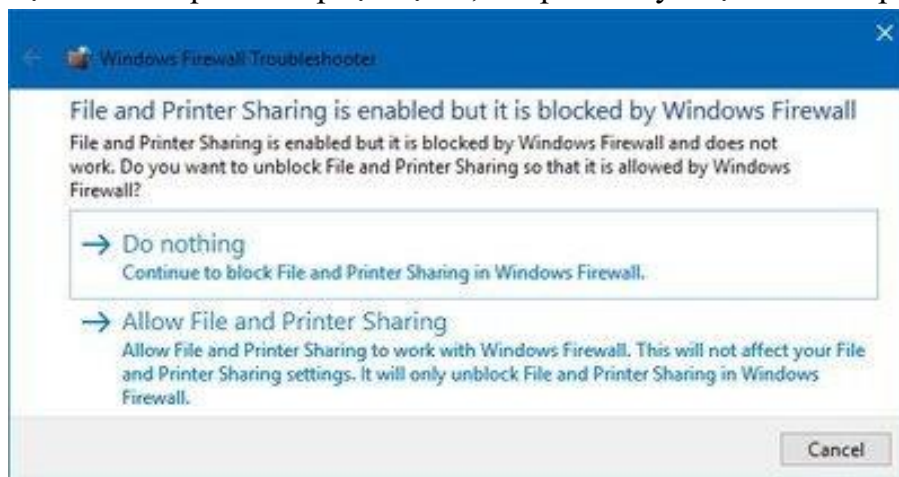 Windows Firewall Troubleshooter
File and Printer Sharing is enabled but it is blocked by Windows Firewall
File and Printer Sharing is enabled but it is blocked by Windows Firewall and does not
work. Do you want to unblock File and Printer Sharing so that it is allowed by Windows
Firewall?
→ Do nothing
Continue to block File and Printer Sharing in Windows Firewall.
→ Allow File and Printer Sharing
Allow File and Printer Sharing to work with Windows Firewall. This will not affect your File
and Printer Sharing settings. It will only unblock File and Printer Sharing in Windows
Firewall.
Cancel